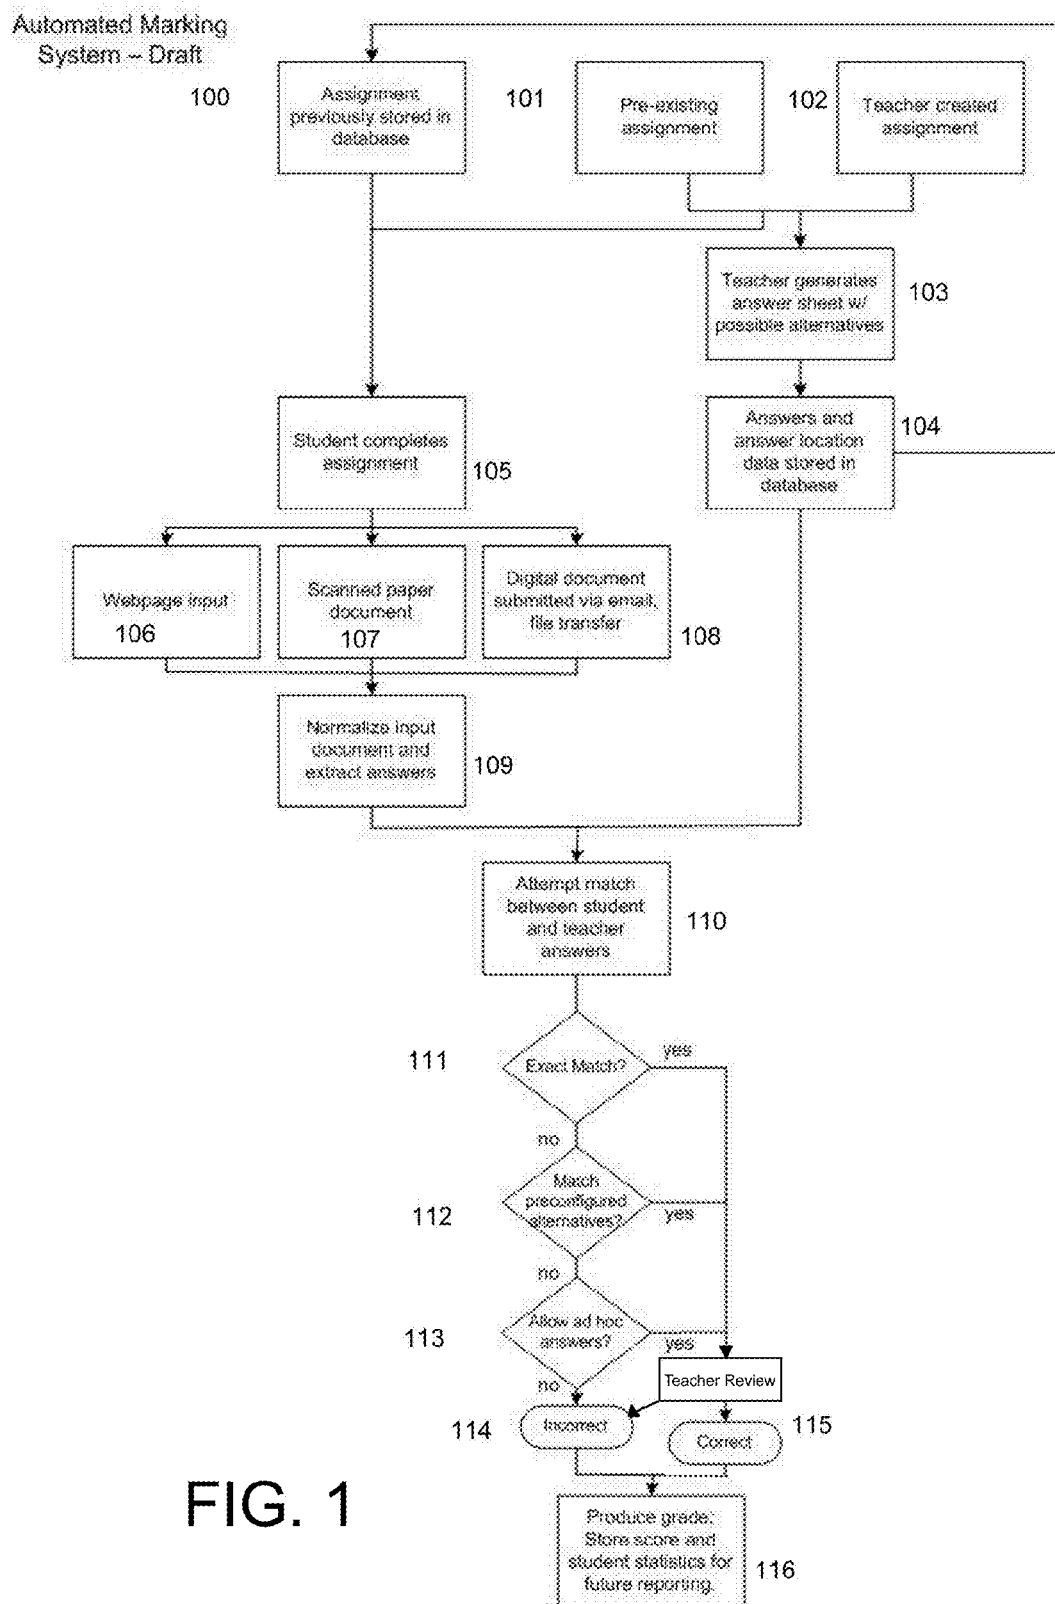 Automated Marking
System – Draft
100
Assignment
previously stored in
database
101
Pre-existing
assignment
102
Teacher created
assignment
Teacher generates
answer sheet w/
possible alternatives
103
Answers and
answer location
data stored in
database
104
Student completes
assignment
105
Webpage input
106
Scanned paper
document
107
Digital document
submitted via email,
file transfer
108
Normalize input
document and
extract answers
109
Attempt match
between student
and teacher
answers
110
111
Exact Match?
yes
no
112
Match
preconfigured
alternatives?
yes
no
113
Allow ad hoc
answers?
yes
no
Teacher Review
114
Incorrect
115
Correct
FIG. 1
Produce grade;
Store score and
student statistics for
future reporting.
116